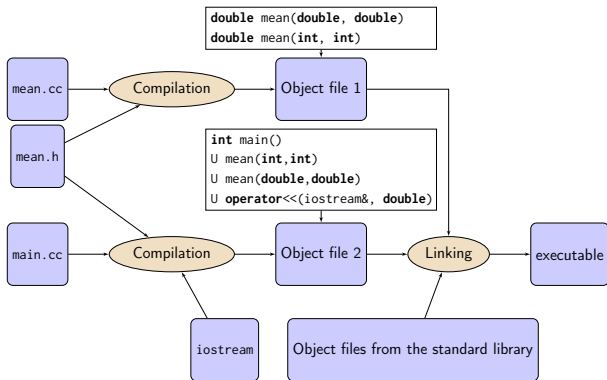 double mean(double, double)
double mean(int, int)
mean.cc
Compilation
Object file 1
mean.h
int main()
U mean(int,int)
U mean(double,double)
U operator<<(iostream&, double)
main.cc
Compilation
Object file 2
Linking
executable
iostream
Object files from the standard library